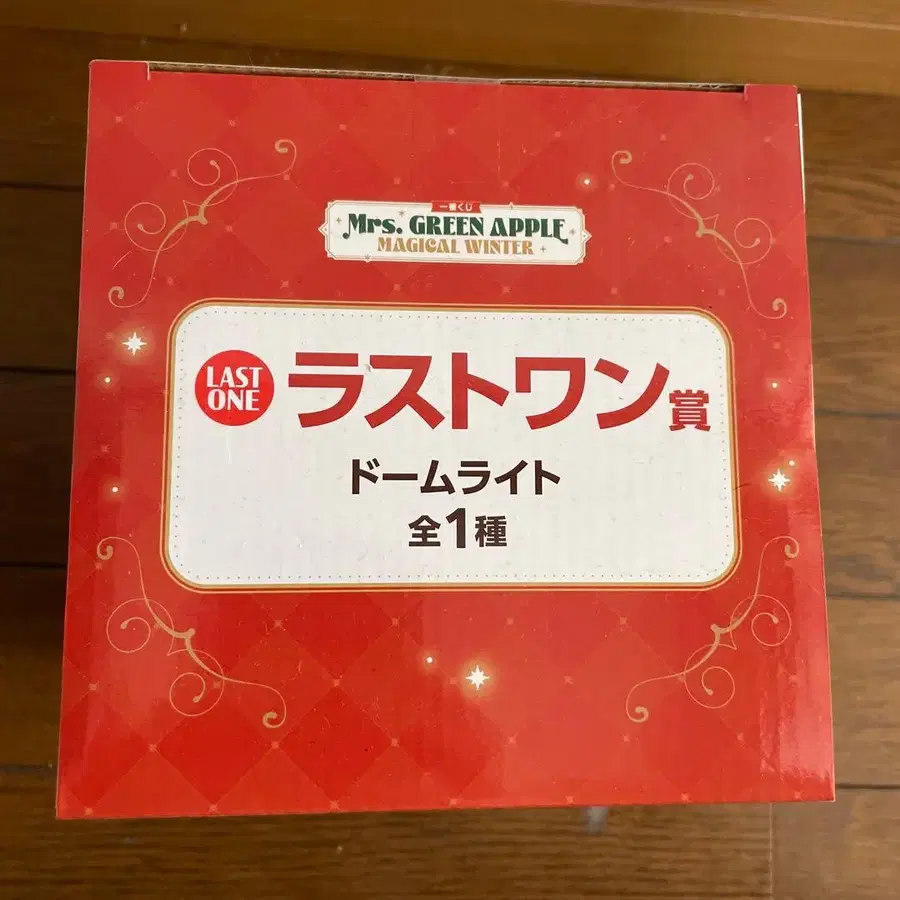 一番くじ
Mrs. GREEN APPLE
MAGICAL WINTER
LAST ONE
ラストワン賞
ドームライト
全1種